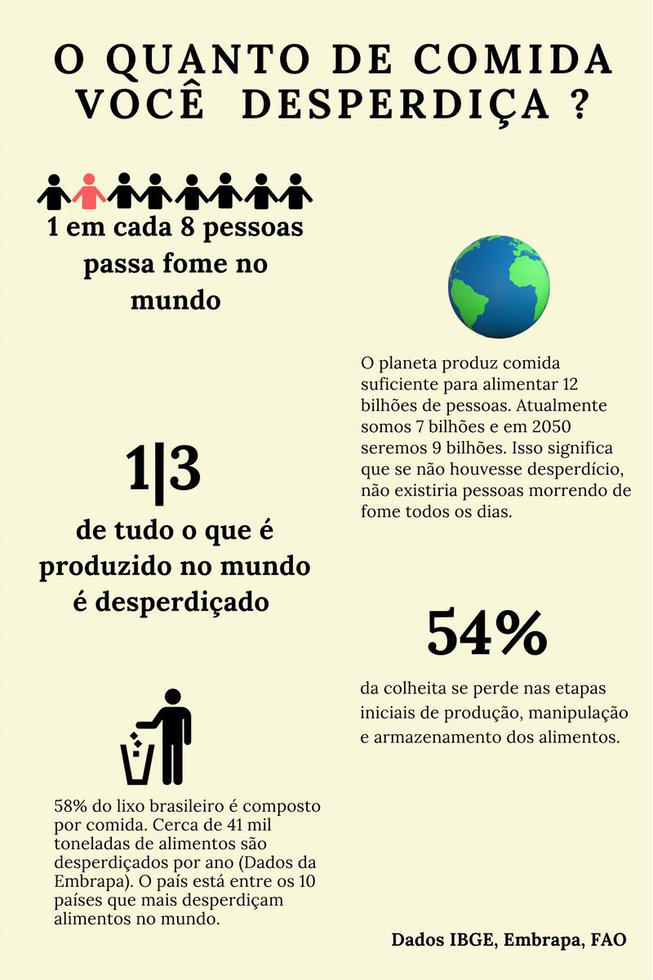 O QUANTO DE COMIDA
VOCÊ DESPERDIÇA ?
1 em cada 8 pessoas
passa fome no
mundo
O planeta produz comida
suficiente para alimentar 12
bilhões de pessoas. Atualmente
somos 7 bilhões e em 2050
seremos 9 bilhões. Isso significa
que se não houvesse desperdício,
não existiria pessoas morrendo de
fome todos os dias.
1|3
de tudo o que é
produzido no mundo
é desperdiçado
54%
da colheita se perde nas etapas
iniciais de produção, manipulação
e armazenamento dos alimentos.
58% do lixo brasileiro é composto
por comida. Cerca de 41 mil
toneladas de alimentos são
desperdiçados por ano (Dados da
Embrapa). O país está entre os 10
países que mais desperdiçam
alimentos no mundo.
Dados IBGE, Embrapa, FAO